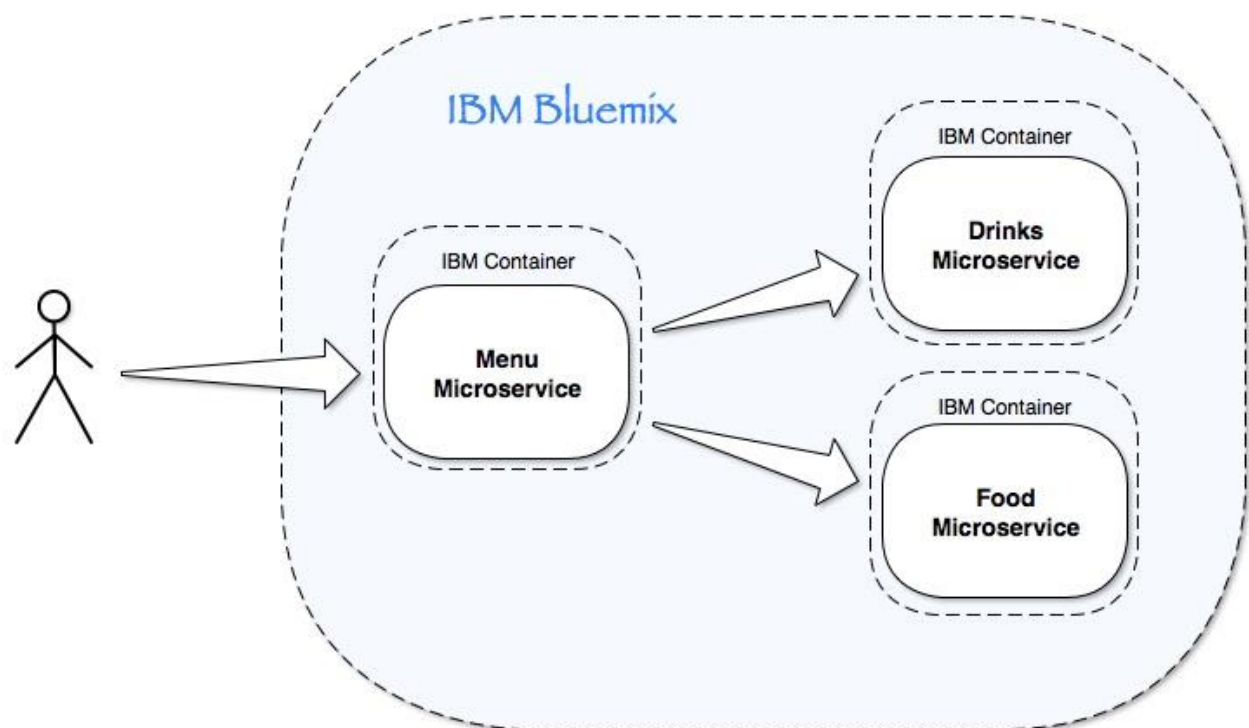 IBM Bluemix
IBM Container
Menu
Microservice
IBM Container
Drinks
Microservice
IBM Container
Food
Microservice